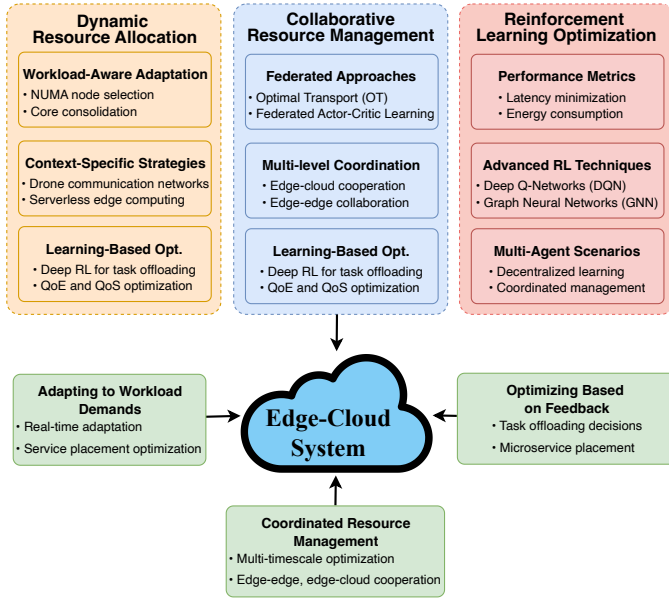 Dynamic
Resource Allocation
Workload-Aware Adaptation
• NUMA node selection
• Core consolidation
Context-Specific Strategies
• Drone communication networks
• Serverless edge computing
Learning-Based Opt.
• Deep RL for task offloading
• QoE and QoS optimization
Collaborative
Resource Management
Federated Approaches
• Optimal Transport (OT)
• Federated Actor-Critic Learning
Multi-level Coordination
• Edge-cloud cooperation
• Edge-edge collaboration
Learning-Based Opt.
• Deep RL for task offloading
• QoE and QoS optimization
Reinforcement
Learning Optimization
Performance Metrics
• Latency minimization
• Energy consumption
Advanced RL Techniques
• Deep Q-Networks (DQN)
• Graph Neural Networks (GNN)
Multi-Agent Scenarios
• Decentralized learning
• Coordinated management
Adapting to Workload
Demands
• Real-time adaptation
• Service placement optimization
Edge-Cloud
System
Optimizing Based
on Feedback
• Task offloading decisions
• Microservice placement
Coordinated Resource
Management
• Multi-timescale optimization
• Edge-edge, edge-cloud cooperation